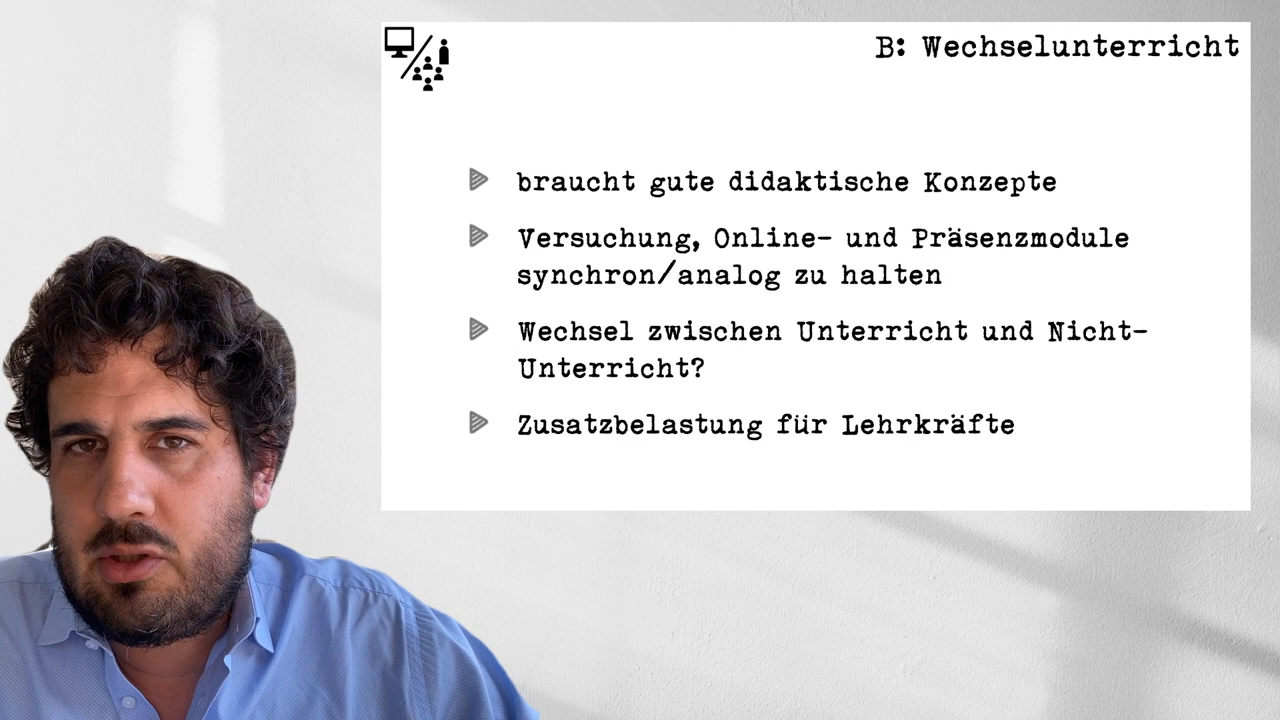 B: Wechselunterricht
braucht gute didaktische Konzepte
Versuchung, Online- und Präsenzmodule
synchron/analog zu halten
Wechsel zwischen Unterricht und Nicht-
Unterricht?
Zusatzbelastung für Lehrkräfte